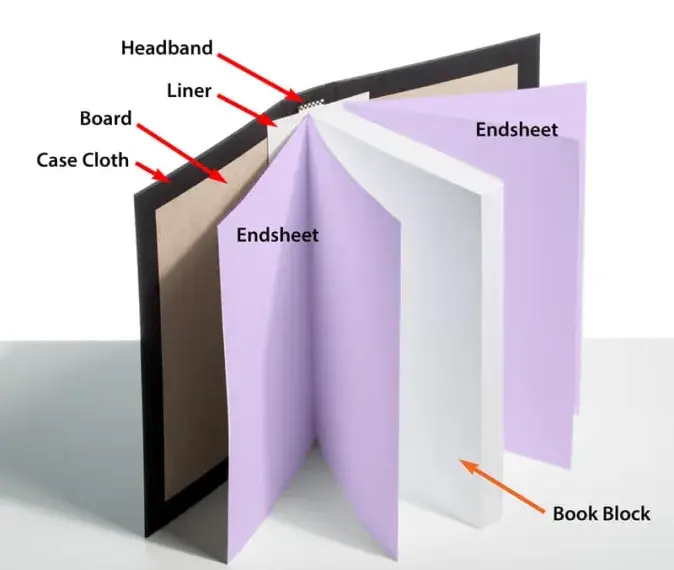 Headband
Liner
Board
Case Cloth
Endsheet
Endsheet
Book Block